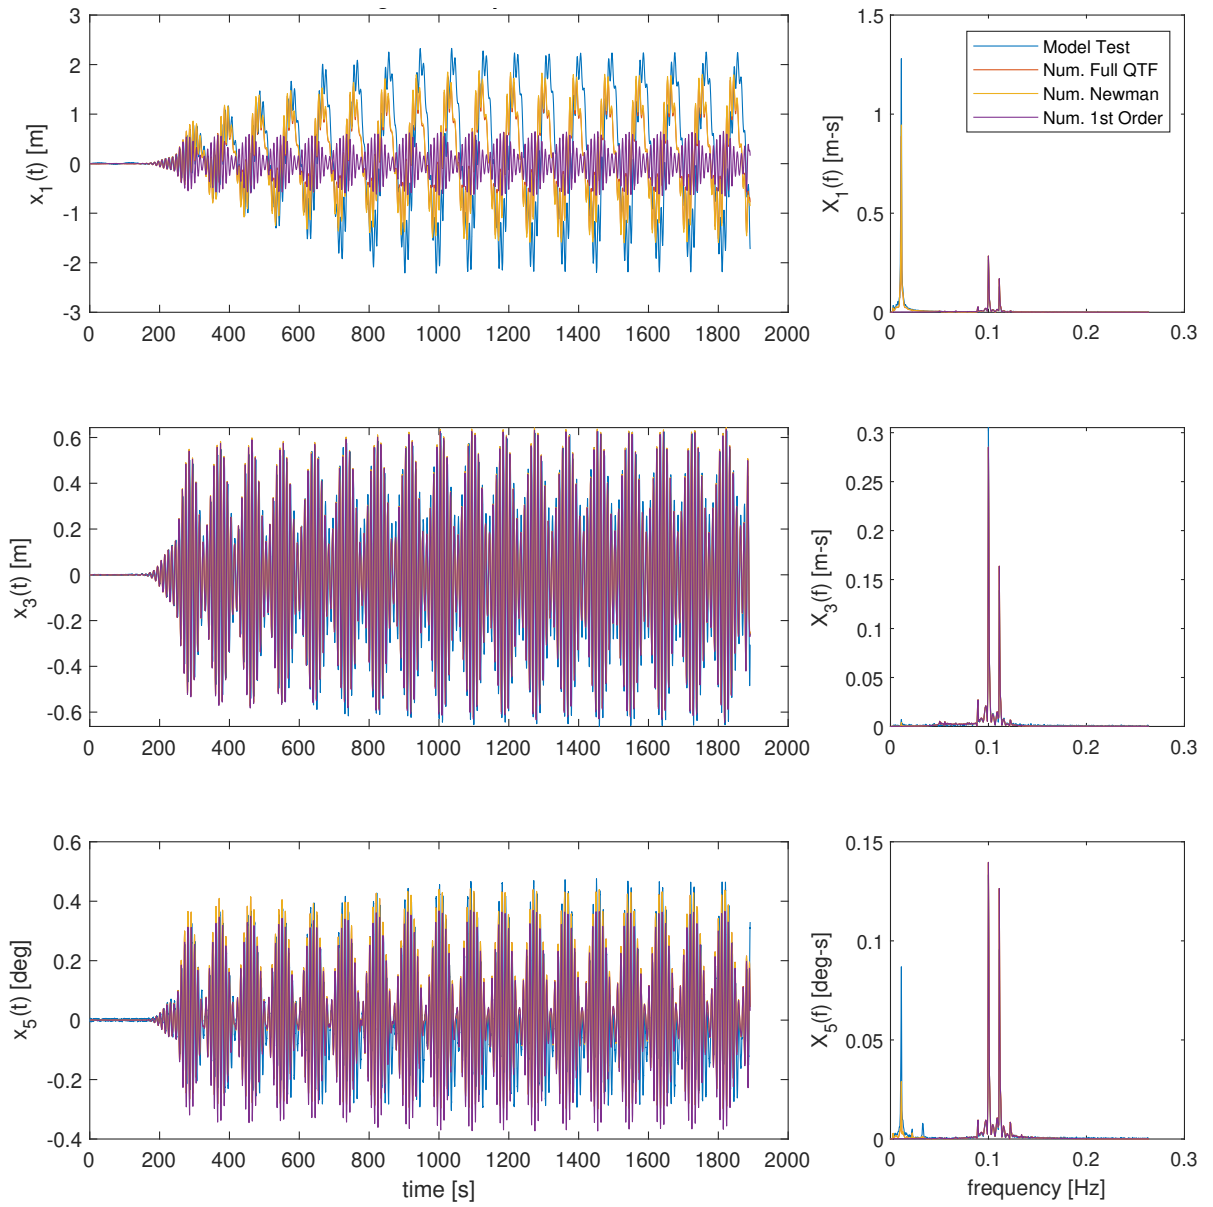 3
2
1
0
-1
-2
-3
x1(t) [m]
0 200 400 600 800 1000 1200 1400 1600 1800 2000
1.5
1
0.5
0
X1(f) [m-s]
0 0.1 0.2 0.3
Model Test
Num. Full QTF
Num. Newman
Num. 1st Order
0.6
0.4
0.2
0
-0.2
-0.4
-0.6
x3(t) [m]
0 200 400 600 800 1000 1200 1400 1600 1800 2000
0.3
0.25
0.2
0.15
0.1
0.05
0
X3(f) [m-s]
0 0.1 0.2 0.3
0.6
0.4
0.2
0
-0.2
-0.4
x5(t) [deg]
0 200 400 600 800 1000 1200 1400 1600 1800 2000
time [s]
0.15
0.1
0.05
0
X5(f) [deg-s]
0 0.1 0.2 0.3
frequency [Hz]